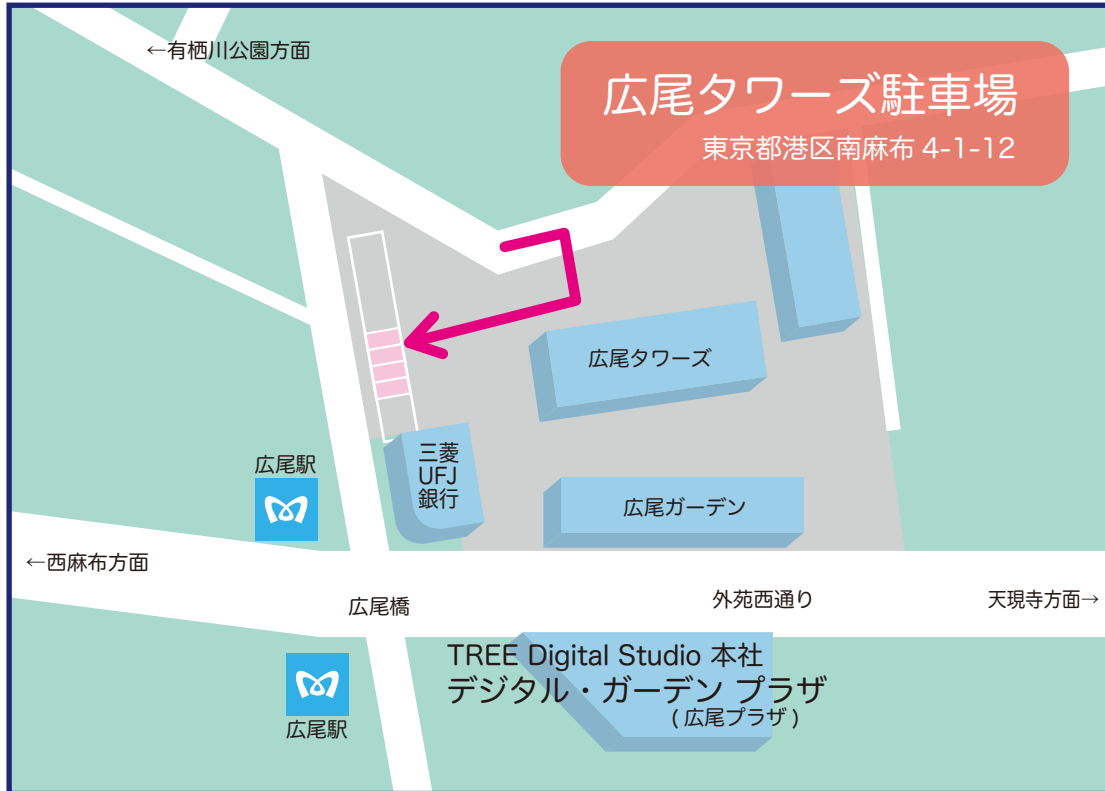 ←有栖川公園方面
広尾タワーズ駐車場
東京都港区南麻布 4-1-12
広尾タワーズ
三菱
UFJ
銀行
広尾駅
広尾ガーデン
←西麻布方面
広尾橋
外苑西通り
天現寺方面→
TREE Digital Studio 本社
デジタル・ガーデン プラザ
( 広尾プラザ )
広尾駅